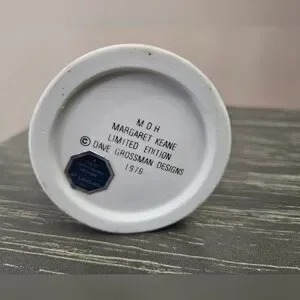 M D H
MARGARET KEANE
LIMITED EDITION
© DAVE GROSSMAN DESIGNS
1976